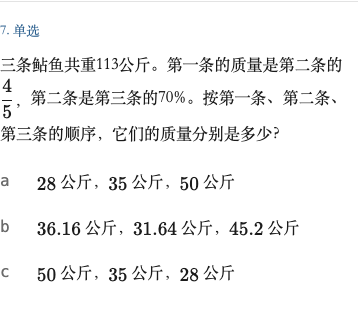 7. 单选
三条鲇鱼共重113公斤。第一条的质量是第二条的
4/5，第二条是第三条的70%。按第一条、第二条、
第三条的顺序，它们的质量分别是多少?
a 28 公斤，35 公斤，50 公斤
b 36.16 公斤，31.64 公斤，45.2 公斤
c 50 公斤，35 公斤，28 公斤